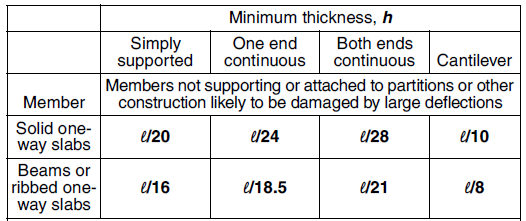 Minimum thickness, h
Simply supported One end continuous Both ends continuous Cantilever
Member Members not supporting or attached to partitions or other construction likely to be damaged by large deflections
Solid one-way slabs ℓ/20 ℓ/24 ℓ/28 ℓ/10
Beams or ribbed one-way slabs ℓ/16 ℓ/18.5 ℓ/21 ℓ/8